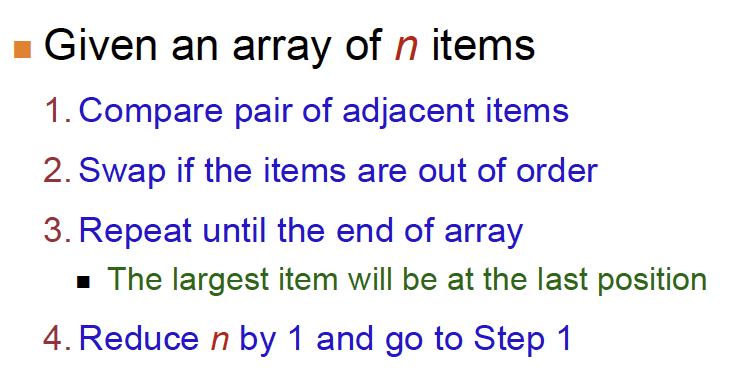 Given an array of n items
1. Compare pair of adjacent items
2. Swap if the items are out of order
3. Repeat until the end of array
The largest item will be at the last position
4. Reduce n by 1 and go to Step 1